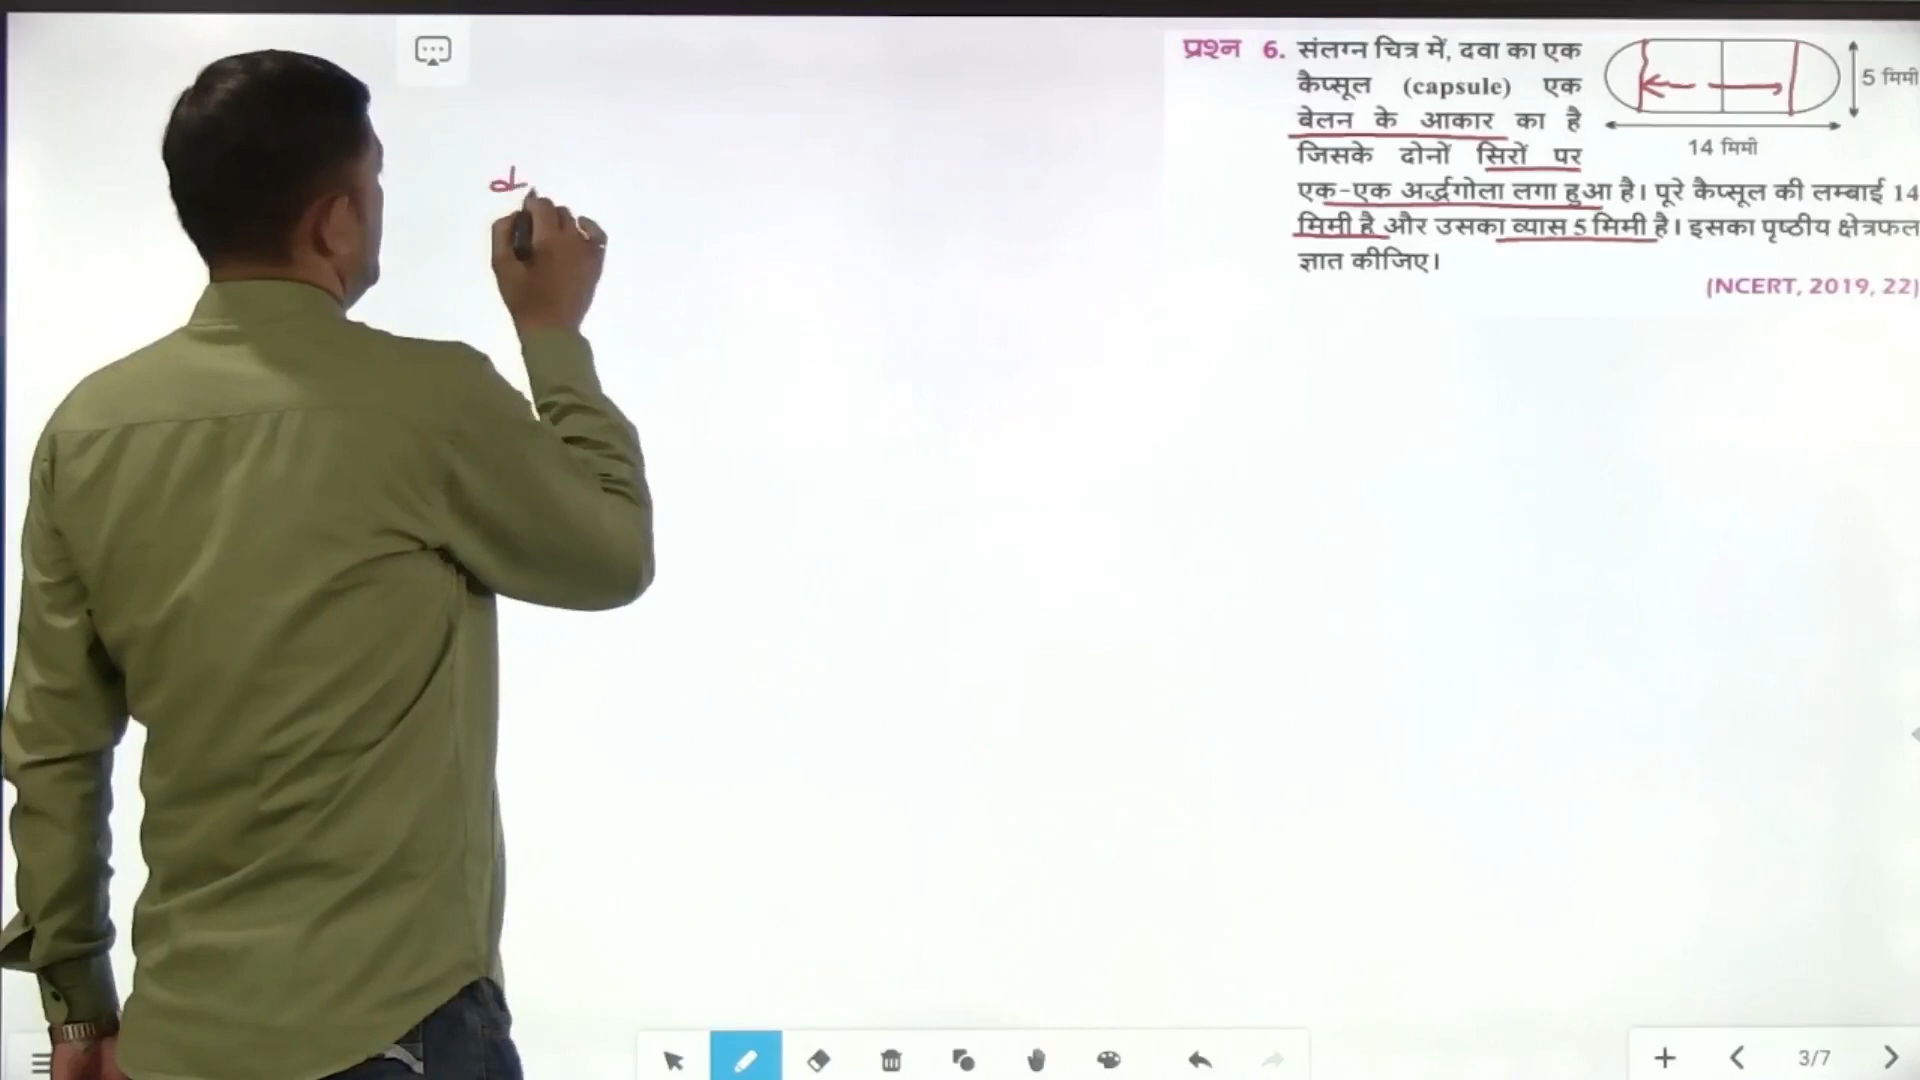 प्रश्न 6. संलग्न चित्र में, दवा का एक
कैप्सूल (capsule) एक
बेलन के आकार का है
जिसके दोनों सिरों पर
एक-एक अर्द्धगोला लगा हुआ है। पूरे कैप्सूल की लम्बाई 14
मिमी है और उसका व्यास 5 मिमी है। इसका पृष्ठीय क्षेत्रफल
ज्ञात कीजिए।
(NCERT, 2019, 22)
5 मिमी
14 मिमी
3/7